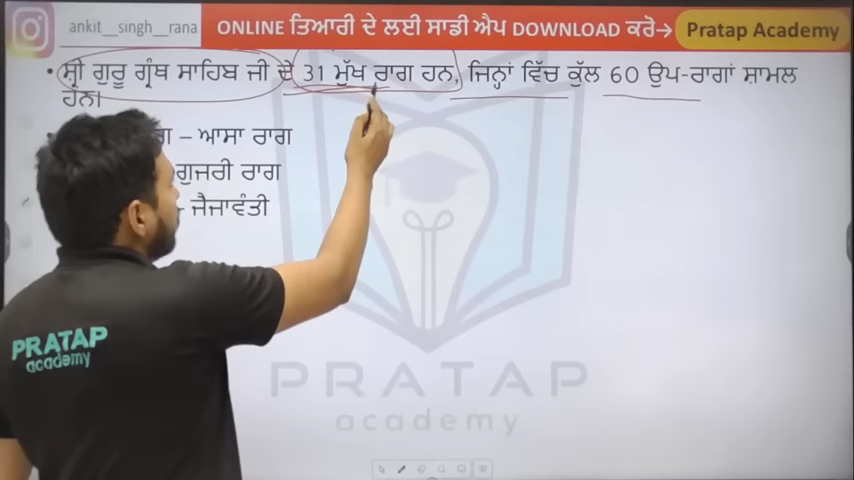 ankit__singh__rana
ONLINE ਤਿਆਰੀ ਦੇ ਲਈ ਸਾਡੀ ਐਪ DOWNLOAD ਕਰੋ→
Pratap Academy
• ਸ਼੍ਰੀ ਗੁਰੂ ਗ੍ਰੰਥ ਸਾਹਿਬ ਜੀ ਦੇ 31 ਮੁੱਖ ਰਾਗ ਹਨ, ਜਿਨ੍ਹਾਂ ਵਿੱਚ ਕੁੱਲ 60 ਉਪ-ਰਾਗਾਂ ਸ਼ਾਮਲ
ਹਨ।
– ਆਸਾ ਰਾਗ
ਗੁਜਰੀ ਰਾਗ
- ਜੈਜਾਵੰਤੀ
PRATAP
academy
PRATAP
academy